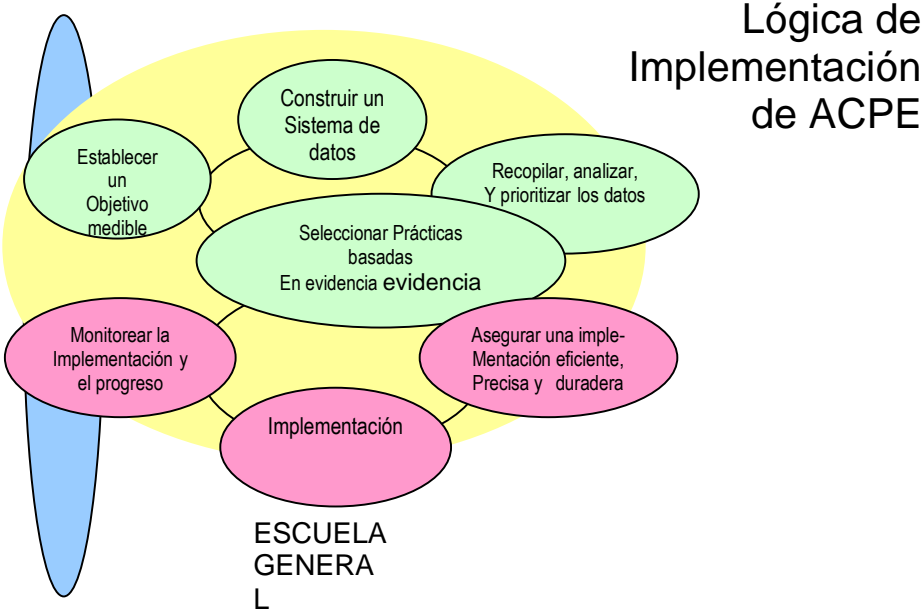 Lógica de
Implementación
de ACPE
Construir un
Sistema de
datos
Establecer
un
Objetivo
medible
Recopilar, analizar,
Y prioritizar los datos
Seleccionar Prácticas
basadas
En evidencia evidencia
Monitorear la
Implementación y
el progreso
Asegurar una imple-
Mentación eficiente,
Precisa y duradera
Implementación
ESCUELA
GENERA
L